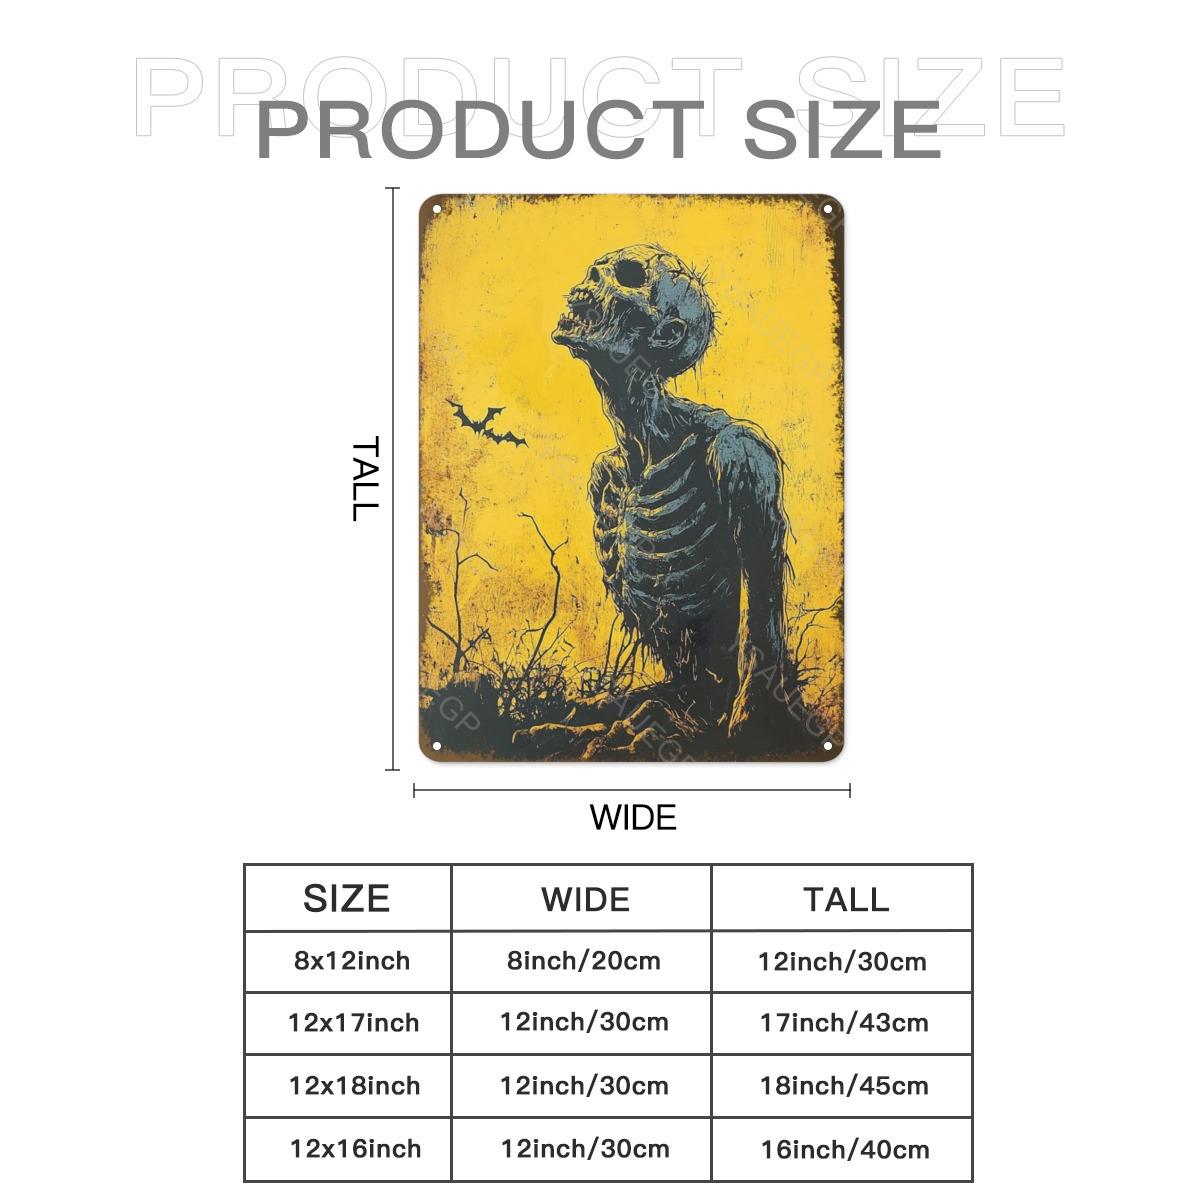 PRODUCT SIZE
PRODUCT SIZE
TALL
WIDE
SIZE WIDE TALL
8x12inch 8inch/20cm 12inch/30cm
12x17inch 12inch/30cm 17inch/43cm
12x18inch 12inch/30cm 18inch/45cm
12x16inch 12inch/30cm 16inch/40cm